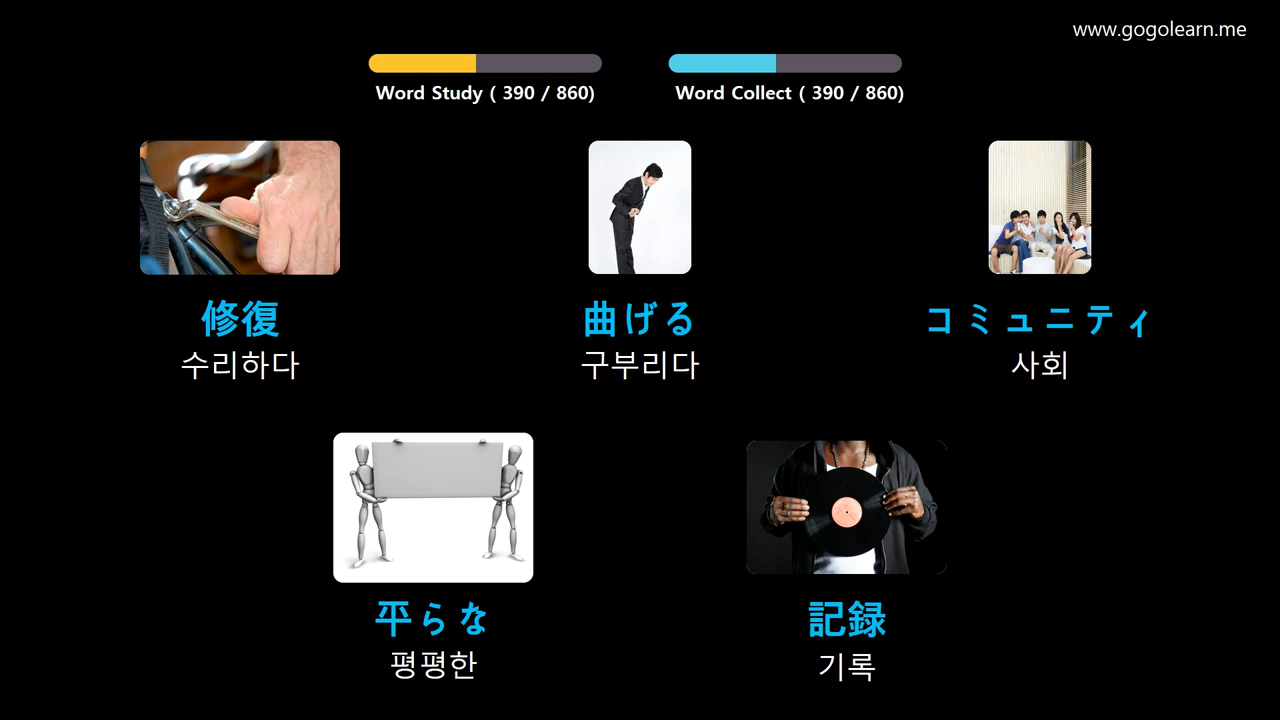 www.gogolearn.me
Word Study ( 390 / 860)
Word Collect ( 390 / 860)
修復
수리하다
曲げる
구부리다
コミュニティ
사회
平らな
평평한
記録
기록